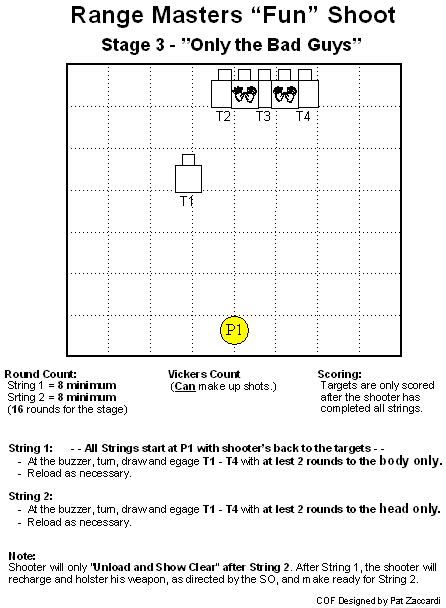 Range Masters “Fun” Shoot
Stage 3 - ”Only the Bad Guys”
T2 T3 T4
T1
P1
Round Count:
String 1 = 8 minimum
Srting 2 = 8 minimum
(16 rounds for the stage)
Vickers Count
(Can make up shots.)
Scoring:
Targets are only scored
after the shooter has
completed all strings.
String 1: - - All Strings start at P1 with shooter's back to the targets - -
- At the buzzer, turn, draw and egage T1 - T4 with at lest 2 rounds to the body only.
- Reload as necessary.
String 2:
- At the buzzer, turn, draw and egage T1 - T4 with at lest 2 rounds to the head only.
- Reload as necessary.
Note:
Shooter will only "Unload and Show Clear" after String 2. After String 1, the shooter will
recharge and holster his weapon, as directed by the SO, and make ready for String 2.
COF Designed by Pat Zaccardi